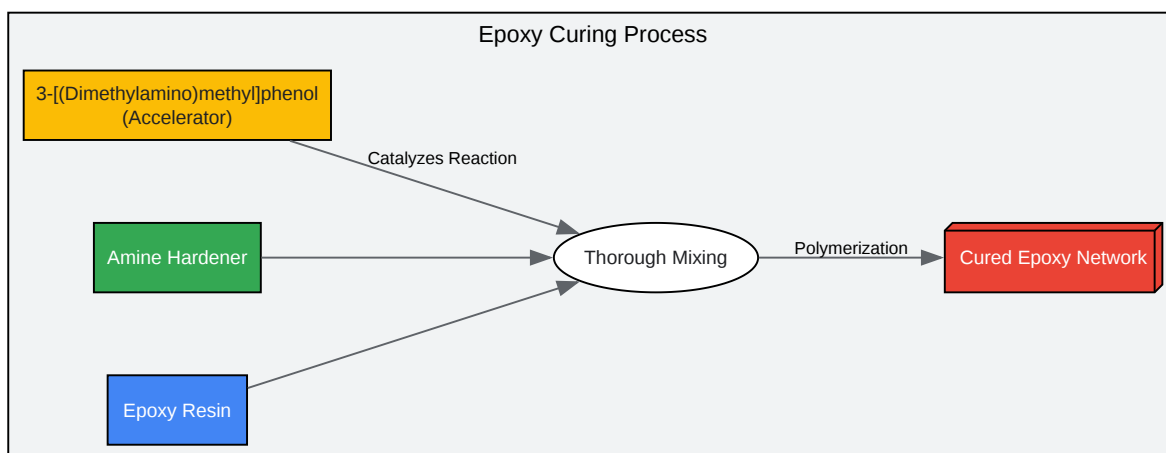 Epoxy Curing Process
3-[(Dimethylamino)methyl]phenol
(Accelerator)
Catalyzes Reaction
Amine Hardener
Thorough Mixing
Polymerization
Cured Epoxy Network
Epoxy Resin